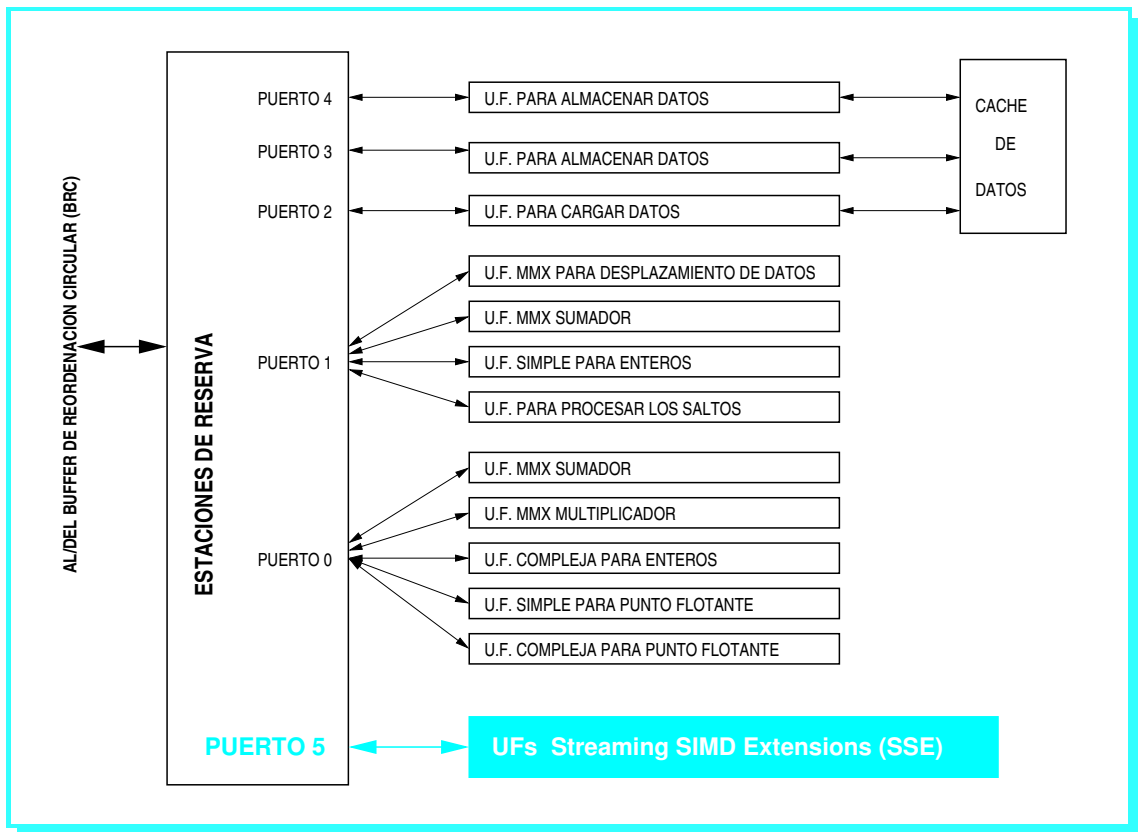 AL/DEL BUFFER DE REORDENACION CIRCULAR (BRC)
ESTACIONES DE RESERVA
PUERTO 4
U.F. PARA ALMACENAR DATOS
PUERTO 3
U.F. PARA ALMACENAR DATOS
PUERTO 2
U.F. PARA CARGAR DATOS
CACHE
DE
DATOS
PUERTO 1
U.F. MMX PARA DESPLAZAMIENTO DE DATOS
U.F. MMX SUMADOR
U.F. SIMPLE PARA ENTEROS
U.F. PARA PROCESAR LOS SALTOS
PUERTO 0
U.F. MMX SUMADOR
U.F. MMX MULTIPLICADOR
U.F. COMPLEJA PARA ENTEROS
U.F. SIMPLE PARA PUNTO FLOTANTE
U.F. COMPLEJA PARA PUNTO FLOTANTE
PUERTO 5
UFs Streaming SIMD Extensions (SSE)